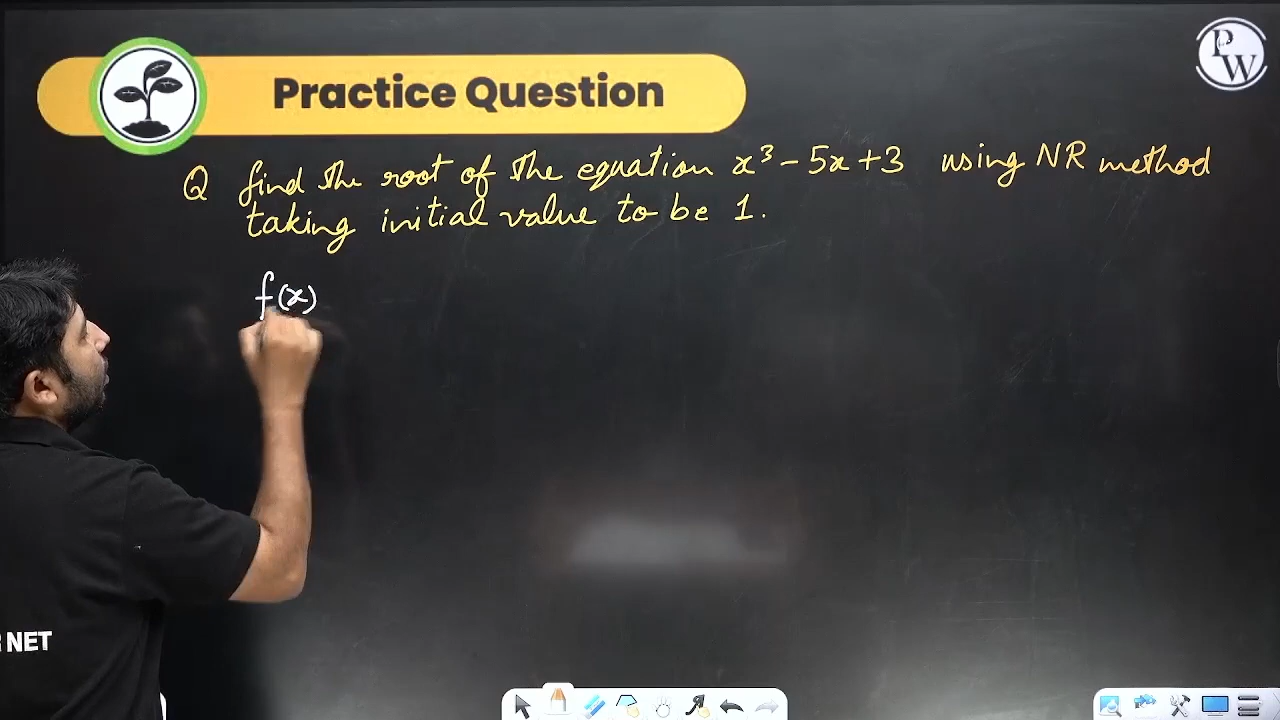 Practice Question
PW
Q find the root of the equation x³ - 5x + 3 using NR method
taking initial value to be 1.
f(x)
NET